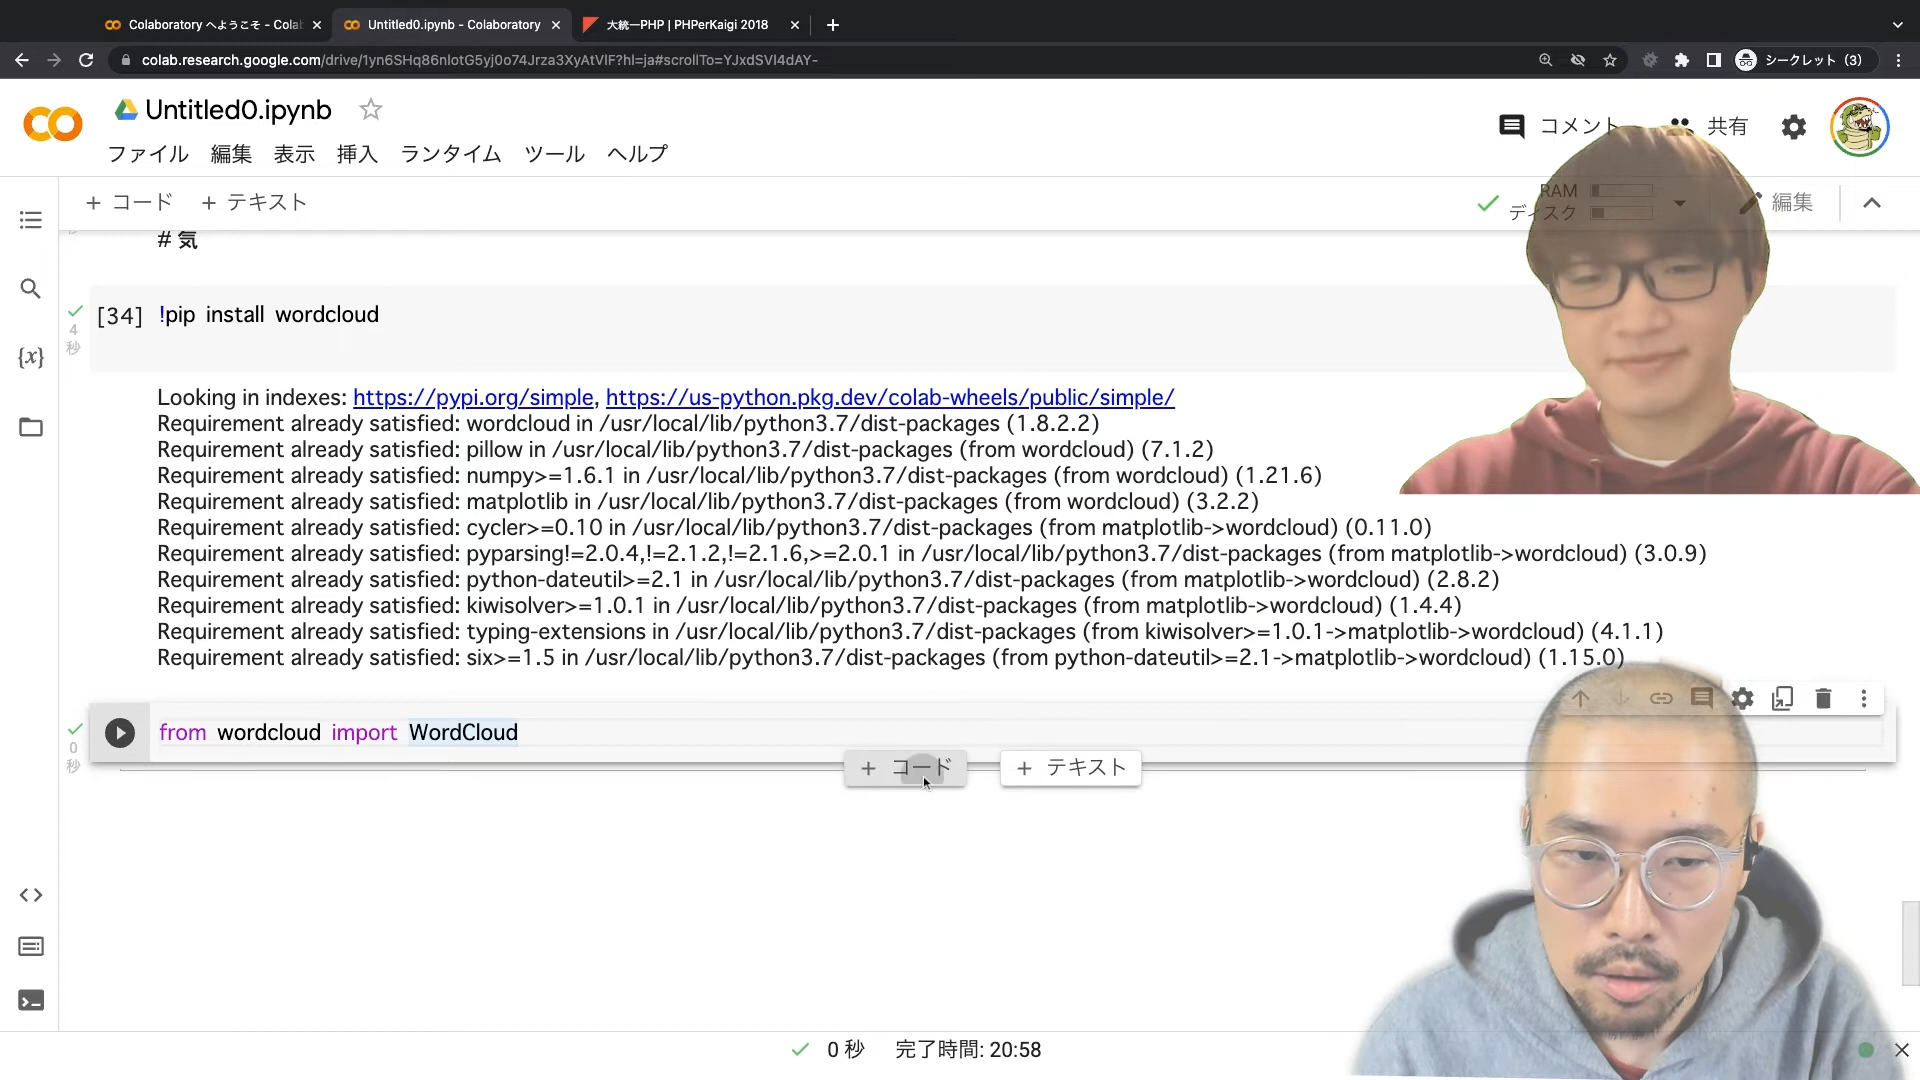 Colaboratory へようこそ - Colab
Untitled0.ipynb - Colaboratory
大統一PHP | PHPerKaigi 2018
colab.research.google.com/drive/1yn6SHq86nlotG5yj0o74Jrza3XyAtVlF?hl=ja#scrollTo=YJxdSVI4dAY-
シークレット (3)
Untitled0.ipynb
コメント
共有
ファイル 編集 表示 挿入 ランタイム ツール ヘルプ
+ コード + テキスト
RAM
ディスク
編集
# 気
4
秒
[34] !pip install wordcloud
Looking in indexes: https://pypi.org/simple, https://us-python.pkg.dev/colab-wheels/public/simple/
Requirement already satisfied: wordcloud in /usr/local/lib/python3.7/dist-packages (1.8.2.2)
Requirement already satisfied: pillow in /usr/local/lib/python3.7/dist-packages (from wordcloud) (7.1.2)
Requirement already satisfied: numpy>=1.6.1 in /usr/local/lib/python3.7/dist-packages (from wordcloud) (1.21.6)
Requirement already satisfied: matplotlib in /usr/local/lib/python3.7/dist-packages (from wordcloud) (3.2.2)
Requirement already satisfied: cycler>=0.10 in /usr/local/lib/python3.7/dist-packages (from matplotlib->wordcloud) (0.11.0)
Requirement already satisfied: pyparsing!=2.0.4,!=2.1.2,!=2.1.6,>=2.0.1 in /usr/local/lib/python3.7/dist-packages (from matplotlib->wordcloud) (3.0.9)
Requirement already satisfied: python-dateutil>=2.1 in /usr/local/lib/python3.7/dist-packages (from matplotlib->wordcloud) (2.8.2)
Requirement already satisfied: kiwisolver>=1.0.1 in /usr/local/lib/python3.7/dist-packages (from matplotlib->wordcloud) (1.4.4)
Requirement already satisfied: typing-extensions in /usr/local/lib/python3.7/dist-packages (from kiwisolver>=1.0.1->matplotlib->wordcloud) (4.1.1)
Requirement already satisfied: six>=1.5 in /usr/local/lib/python3.7/dist-packages (from python-dateutil>=2.1->matplotlib->wordcloud) (1.15.0)
0
秒
from wordcloud import WordCloud
+ コード + テキスト
0 秒 完了時間: 20:58